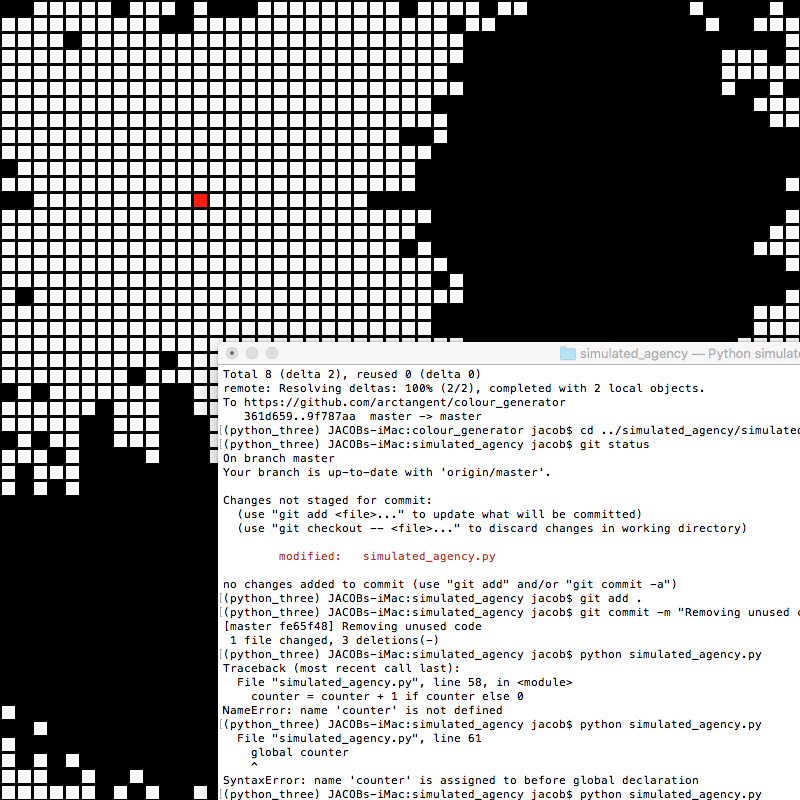 simulated_agency — Python simulate
Total 8 (delta 2), reused 0 (delta 0)
remote: Resolving deltas: 100% (2/2), completed with 2 local objects.
To https://github.com/arctangent/colour_generator
   361d659..9f787aa  master -> master
[(python_three) JACOBs-iMac:colour_generator jacob$ cd ../simulated_agency/simulated
[(python_three) JACOBs-iMac:simulated_agency jacob$ git status
On branch master
Your branch is up-to-date with 'origin/master'.
Changes not staged for commit:
  (use "git add <file>..." to update what will be committed)
  (use "git checkout -- <file>..." to discard changes in working directory)
        modified:   simulated_agency.py
no changes added to commit (use "git add" and/or "git commit -a")
[(python_three) JACOBs-iMac:simulated_agency jacob$ git add .
[(python_three) JACOBs-iMac:simulated_agency jacob$ git commit -m "Removing unused c
[master fe65f48] Removing unused code
 1 file changed, 3 deletions(-)
[(python_three) JACOBs-iMac:simulated_agency jacob$ python simulated_agency.py
Traceback (most recent call last):
  File "simulated_agency.py", line 58, in <module>
    counter = counter + 1 if counter else 0
NameError: name 'counter' is not defined
[(python_three) JACOBs-iMac:simulated_agency jacob$ python simulated_agency.py
  File "simulated_agency.py", line 61
    global counter
    ^
SyntaxError: name 'counter' is assigned to before global declaration
[(python_three) JACOBs-iMac:simulated_agency jacob$ python simulated_agency.py